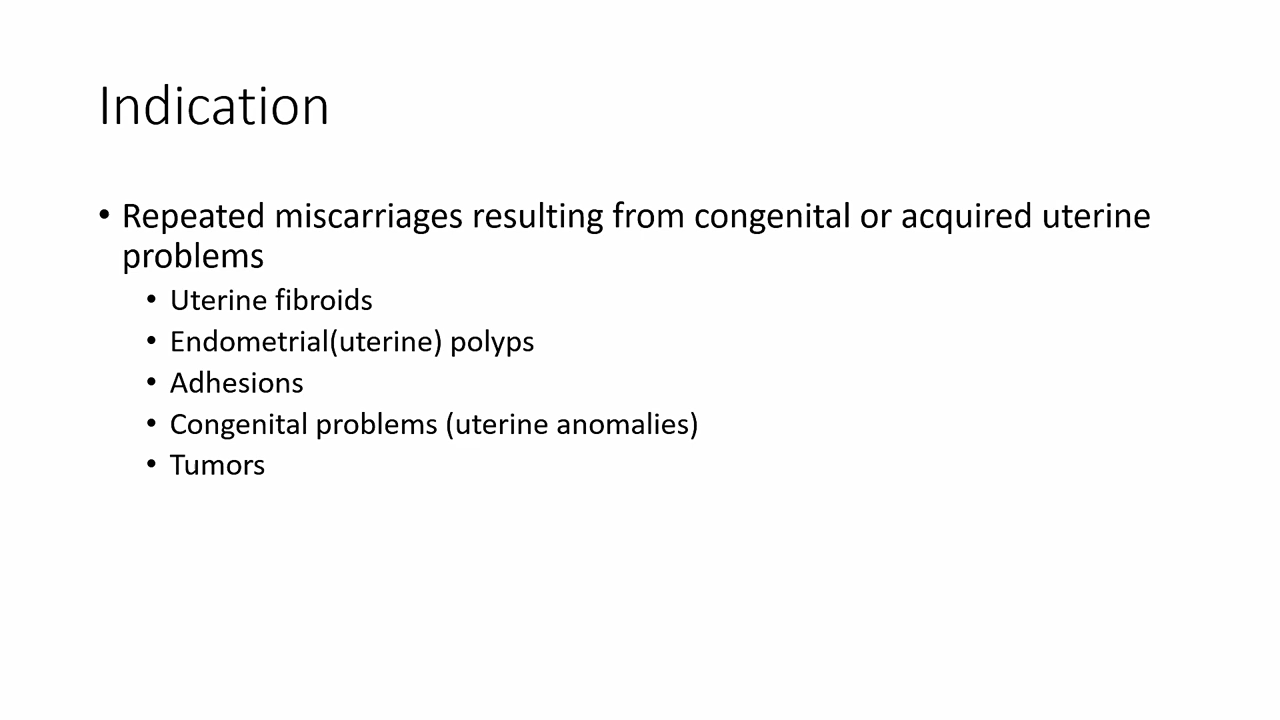 Indication
• Repeated miscarriages resulting from congenital or acquired uterine
problems
• Uterine fibroids
• Endometrial(uterine) polyps
• Adhesions
• Congenital problems (uterine anomalies)
• Tumors